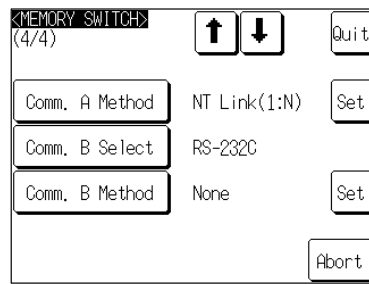 <MEMORY SWITCH>
(4/4)
Quit
Comm. A Method NT Link(1:N) Set
Comm. B Select RS-232C
Comm. B Method None Set
Abort